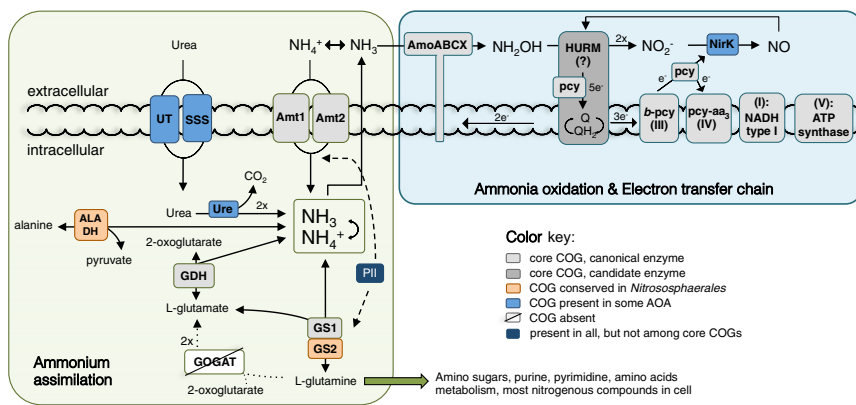 Urea
NH₄⁺
NH₃
AmoABCX
NH₂OH
HURM
(?)
2x
NO₂⁻
NirK
NO
pcy
5e⁻
e⁻
pcy
e⁻
extracellular
intracellular
UT
SSS
Amt1
Amt2
2e⁻
Q
QH₂
3e⁻
b-pcy
(III)
pcy-aa₃
(IV)
(I):
NADH
type I
(V):
ATP
synthase
Ammonia oxidation & Electron transfer chain
CO₂
Urea
Ure
2x
NH₃
NH₄⁺
alanine
ALA
DH
pyruvate
2-oxoglutarate
GDH
L-glutamate
PII
GS1
GS2
2x
GOGAT
2-oxoglutarate
L-glutamine
Ammonium
assimilation
Amino sugars, purine, pyrimidine, amino acids
metabolism, most nitrogenous compounds in cell
Color key:
core COG, canonical enzyme
core COG, candidate enzyme
COG conserved in Nitrososphaerales
COG present in some AOA
COG absent
present in all, but not among core COGs